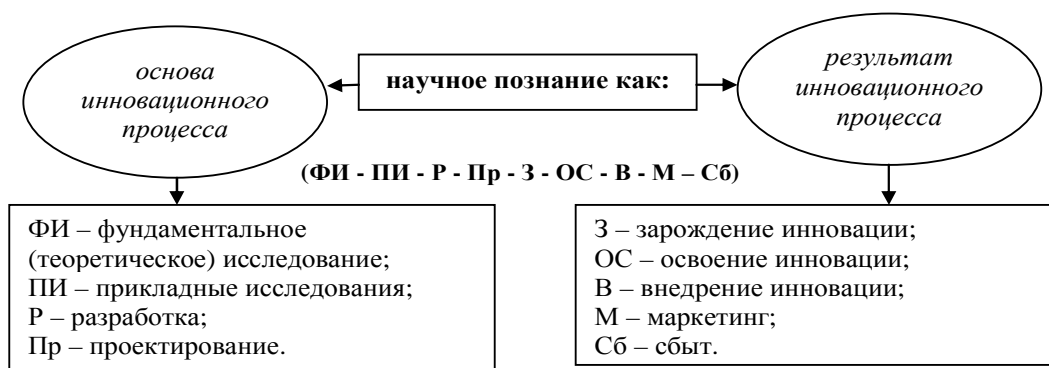 основа
инновационного
процесса
научное познание как:
результат
инновационного
процесса
(ФИ - ПИ - Р - Пр - З - ОС - В - М – Сб)
ФИ – фундаментальное
(теоретическое) исследование;
ПИ – прикладные исследования;
Р – разработка;
Пр – проектирование.
З – зарождение инновации;
ОС – освоение инновации;
В – внедрение инновации;
М – маркетинг;
Сб – сбыт.